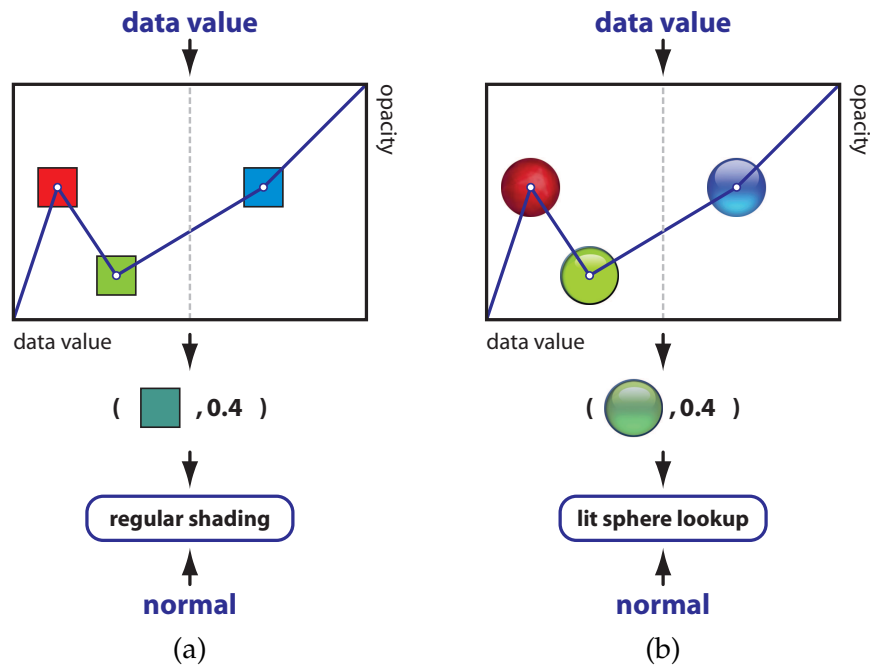 data value
opacity
data value
( , 0.4 )
regular shading
normal
(a)
data value
opacity
data value
( , 0.4 )
lit sphere lookup
normal
(b)